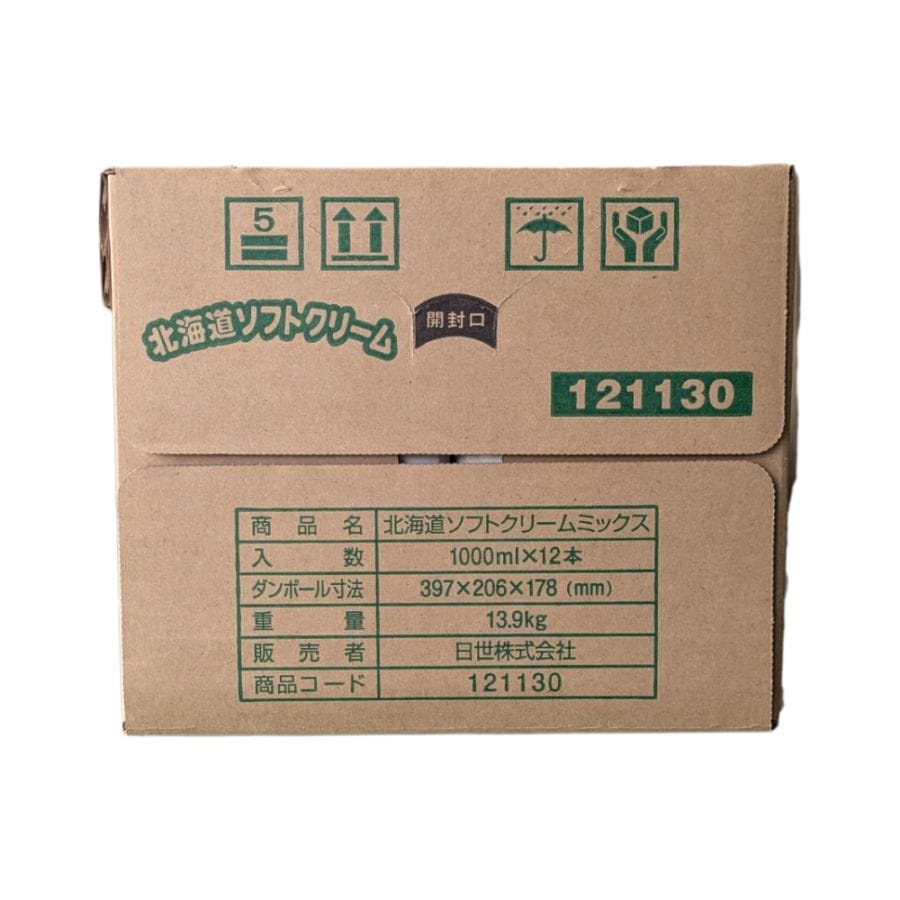 5
北海道ソフトクリーム
開封口
121130
商品名 北海道ソフトクリームミックス
入数 1000ml×12本
ダンボール寸法 397×206×178（mm）
重量 13.9kg
販売者 日世株式会社
商品コード 121130